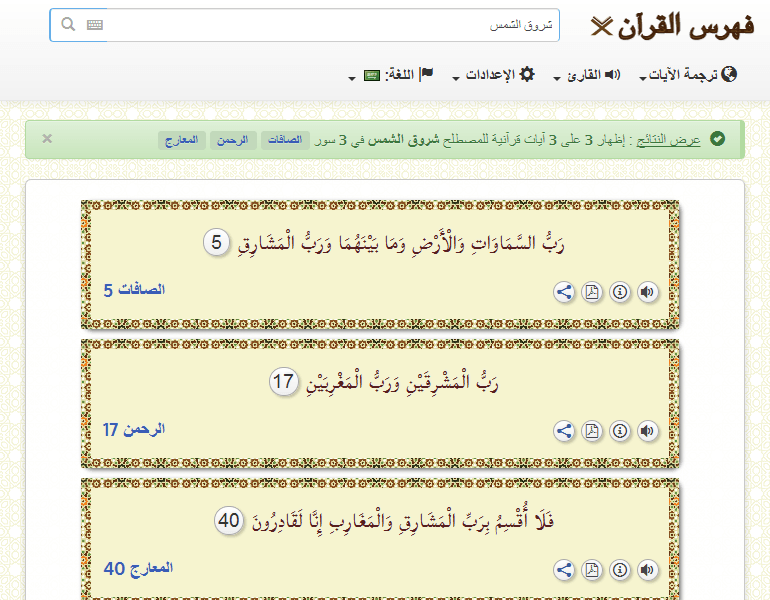 فهرس القرآن
شروق الشمس
ترجمة الآيات القارئ الإعدادات اللغة:
عرض النتائج : إظهار 3 على 3 آيات قرآنية للمصطلح شروق الشمس في 3 سور الصافات الرحمن المعارج
رَبُّ السَّمَاوَاتِ وَالْأَرْضِ وَمَا بَيْنَهُمَا وَرَبُّ الْمَشَارِقِ 5
الصافات 5
رَبُّ الْمَشْرِقَيْنِ وَرَبُّ الْمَغْرِبَيْنِ 17
الرحمن 17
فَلَا أُقْسِمُ بِرَبِّ الْمَشَارِقِ وَالْمَغَارِبِ إِنَّا لَقَادِرُونَ 40
المعارج 40